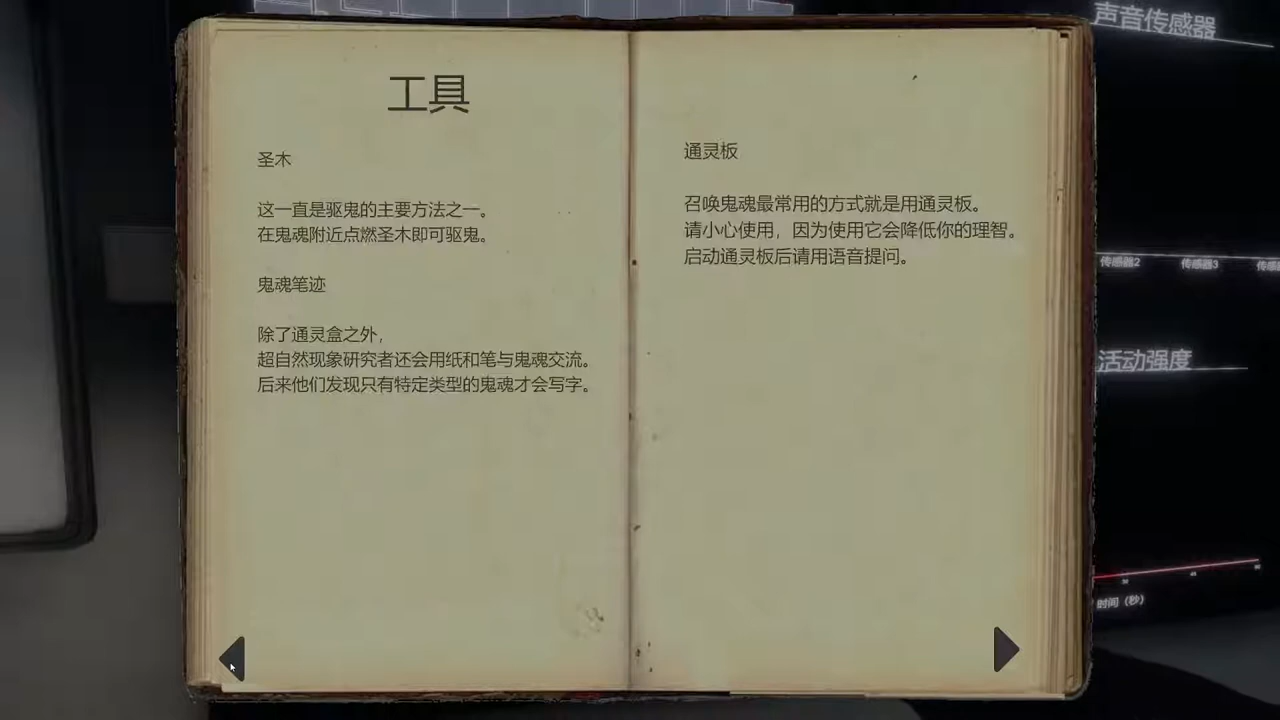 工具
圣木
这一直是驱鬼的主要方法之一。
在鬼魂附近点燃圣木即可驱鬼。
鬼魂笔迹
除了通灵盒之外，
超自然现象研究者还会用纸和笔与鬼魂交流。
后来他们发现只有特定类型的鬼魂才会写字。
通灵板
召唤鬼魂最常用的方式就是用通灵板。
请小心使用，因为使用它会降低你的理智。
启动通灵板后请用语音提问。
声音传感器
传感器2
传感器3
活动强度
时间（秒）